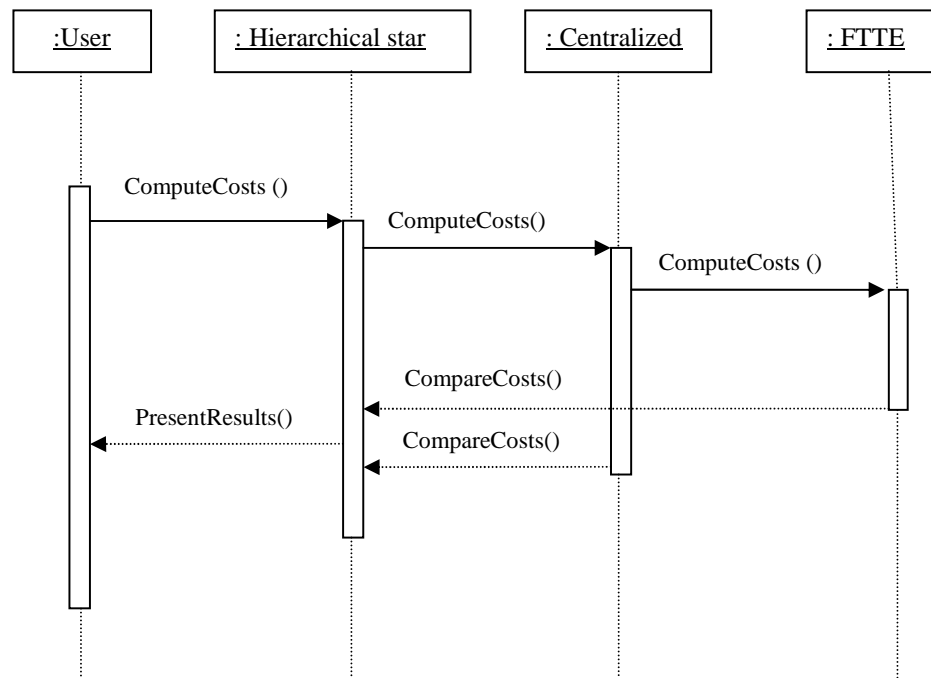 :User
: Hierarchical star
: Centralized
: FTTE
ComputeCosts ()
ComputeCosts()
ComputeCosts ()
CompareCosts()
PresentResults()
CompareCosts()